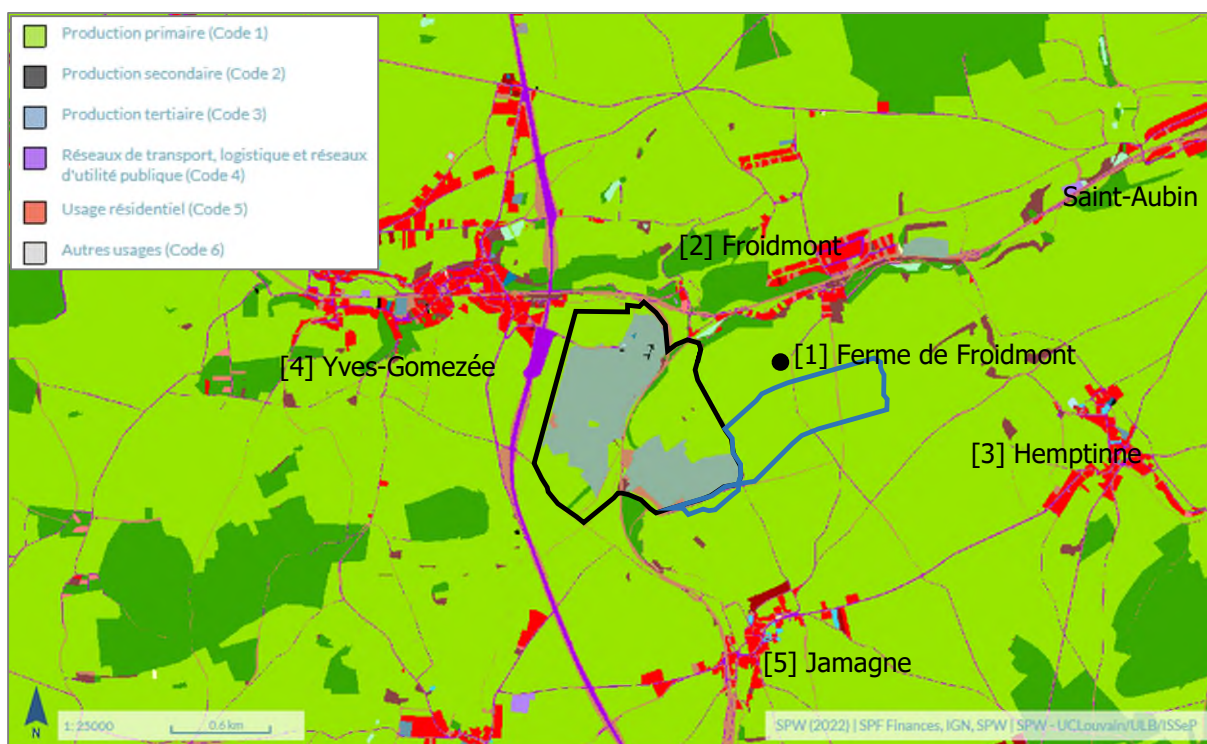 Production primaire (Code 1)
Production secondaire (Code 2)
Production tertiaire (Code 3)
Réseaux de transport, logistique et réseaux
d'utilité publique (Code 4)
Usage résidentiel (Code 5)
Autres usages (Code 6)
Saint-Aubin
[2] Froidmont
[1] Ferme de Froidmont
[4] Yves-Gomezée
[3] Hemptinne
[5] Jamagne
N
1: 25000
0.6 km
SPW (2022) | SPF Finances, IGN, SPW | SPW - UCLouvain/ULB/ISSeP